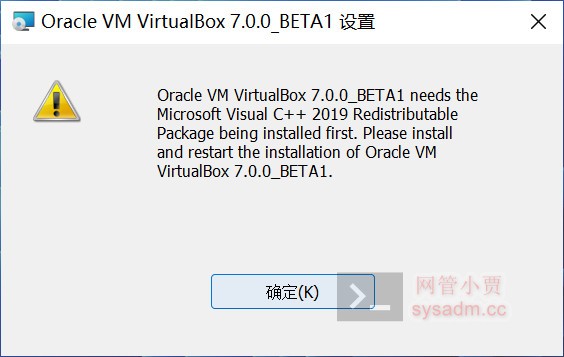 Oracle VM VirtualBox 7.0.0_BETA1 设置
Oracle VM VirtualBox 7.0.0_BETA1 needs the
Microsoft Visual C++ 2019 Redistributable
Package being installed first. Please install
and restart the installation of Oracle VM
VirtualBox 7.0.0_BETA1.
确定(K)
网管小贾
sysadm.cc